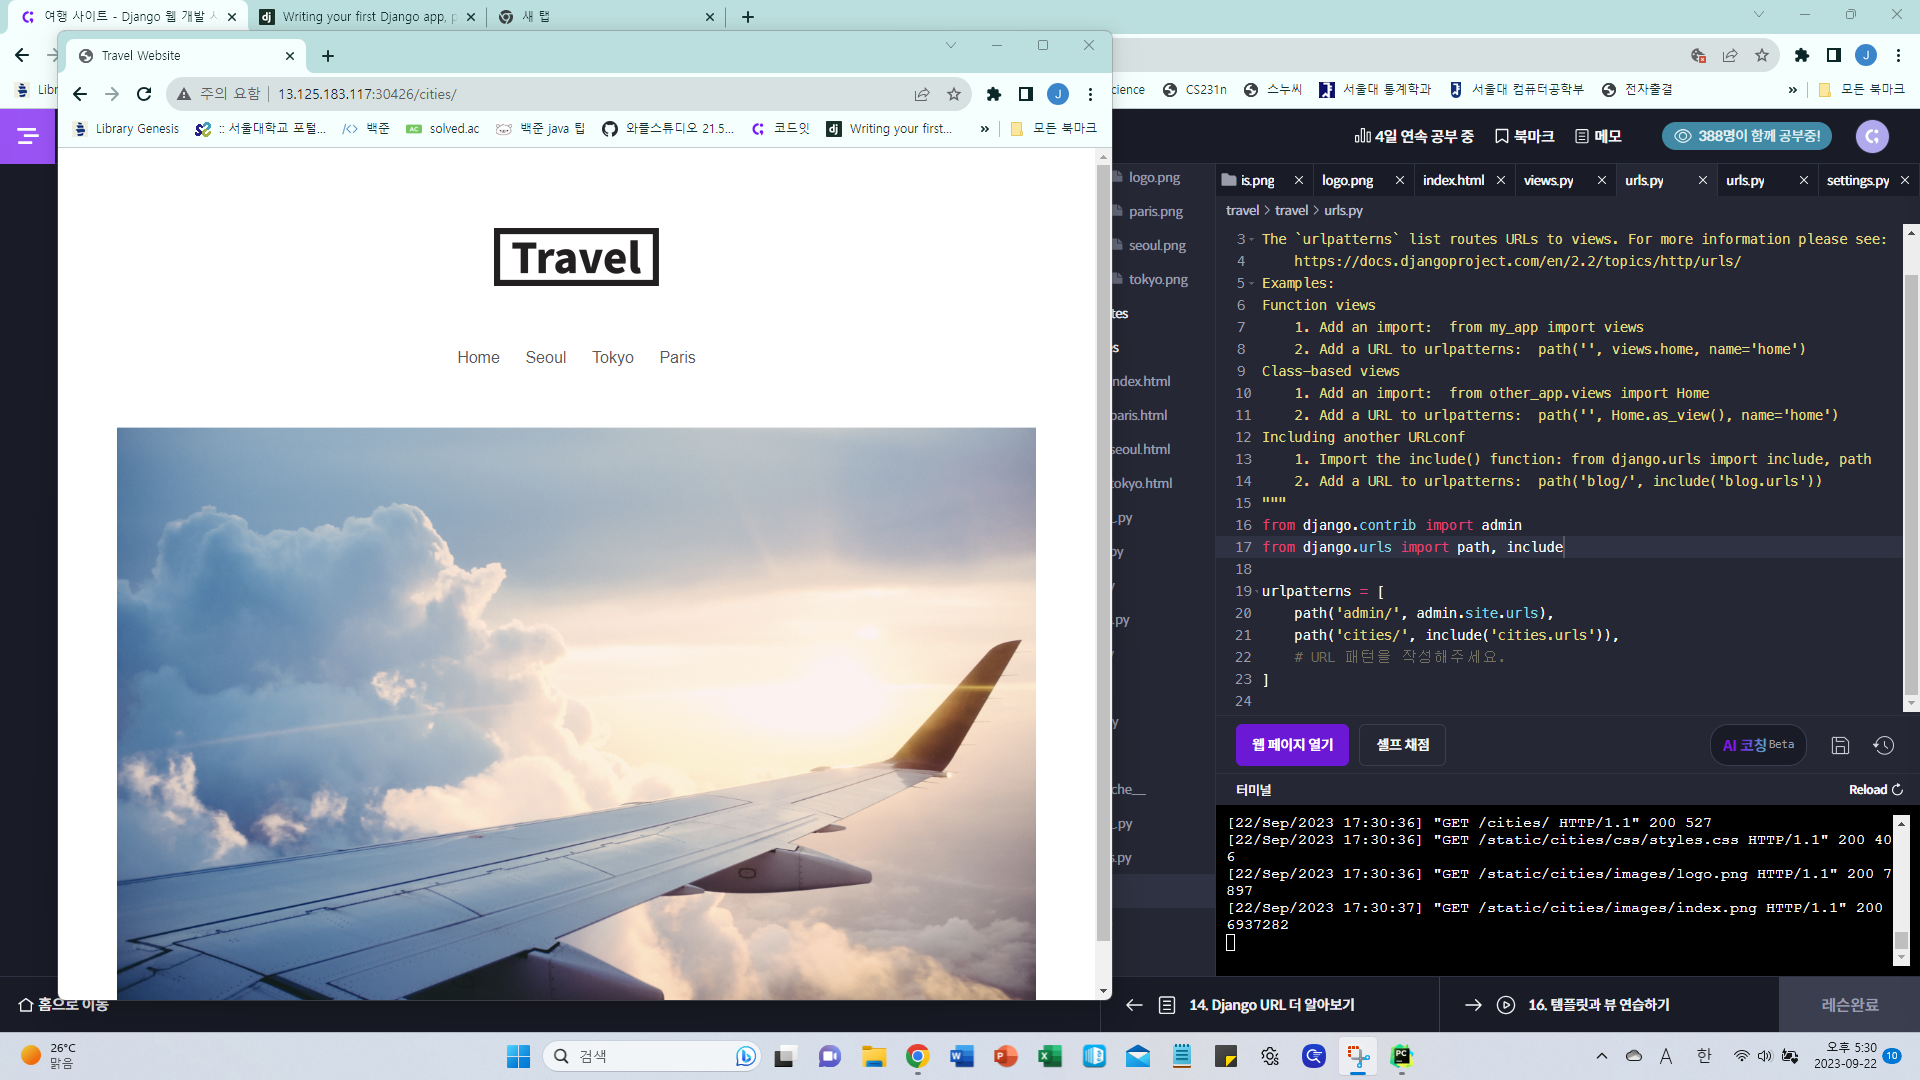 여행 사이트 - Django 웹 개발 시
Writing your first Django app, p
새 탭
Travel Website
주의 요함
13.125.183.117:30426/cities/
Library Genesis
:: 서울대학교 포털...
백준
solved.ac
백준 java 팁
와플스튜디오 21.5...
코드잇
Writing your first...
»
모든 북마크
Libr
cience
CS231n
스누씨
서울대 통계학과
서울대 컴퓨터공학부
전자출결
»
모든 북마크
J
J
Travel
Home
Seoul
Tokyo
Paris
4일 연속 공부 중
북마크
메모
388명이 함께 공부중!
logo.png
paris.png
seoul.png
tokyo.png
tes
s
ndex.html
paris.html
seoul.html
tokyo.html
.py
py
.py
y
che__
.py
s.py
is.png
logo.png
index.html
views.py
urls.py
urls.py
settings.py
travel > travel > urls.py
3 The `urlpatterns` list routes URLs to views. For more information please see:
4 https://docs.djangoproject.com/en/2.2/topics/http/urls/
5 Examples:
6 Function views
7 1. Add an import:  from my_app import views
8 2. Add a URL to urlpatterns:  path('', views.home, name='home')
9 Class-based views
10 1. Add an import:  from other_app.views import Home
11 2. Add a URL to urlpatterns:  path('', Home.as_view(), name='home')
12 Including another URLconf
13 1. Import the include() function: from django.urls import include, path
14 2. Add a URL to urlpatterns:  path('blog/', include('blog.urls'))
15 """
16 from django.contrib import admin
17 from django.urls import path, include
18
19 urlpatterns = [
20 path('admin/', admin.site.urls),
21 path('cities/', include('cities.urls')),
22 # URL 패턴을 작성해주세요.
23 ]
24
웹 페이지 열기
셀프 채점
AI 코칭 Beta
터미널
Reload
[22/Sep/2023 17:30:36] "GET /cities/ HTTP/1.1" 200 527
[22/Sep/2023 17:30:36] "GET /static/cities/css/styles.css HTTP/1.1" 200 40
6
[22/Sep/2023 17:30:36] "GET /static/cities/images/logo.png HTTP/1.1" 200 7
897
[22/Sep/2023 17:30:37] "GET /static/cities/images/index.png HTTP/1.1" 200
6937282
홈으로 이동
14. Django URL 더 알아보기
16. 템플릿과 뷰 연습하기
레슨완료
26°C
맑음
검색
A
한
오후 5:30
2023-09-22
10